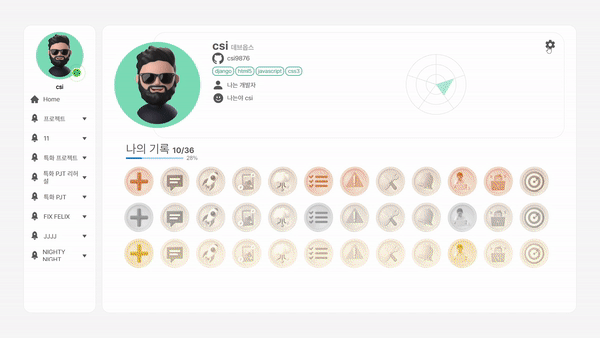 csi
Home
프로젝트
11
특화 프로젝트
특화 PJT 리허
설
특화 PJT
FIX FELIX
JJJJ
NIGHTY
NIGHT
csi 데브옵스
csi9876
django html5 javascript css3
나는 개발자
나는야 csi
나의 기록 10/36
28%